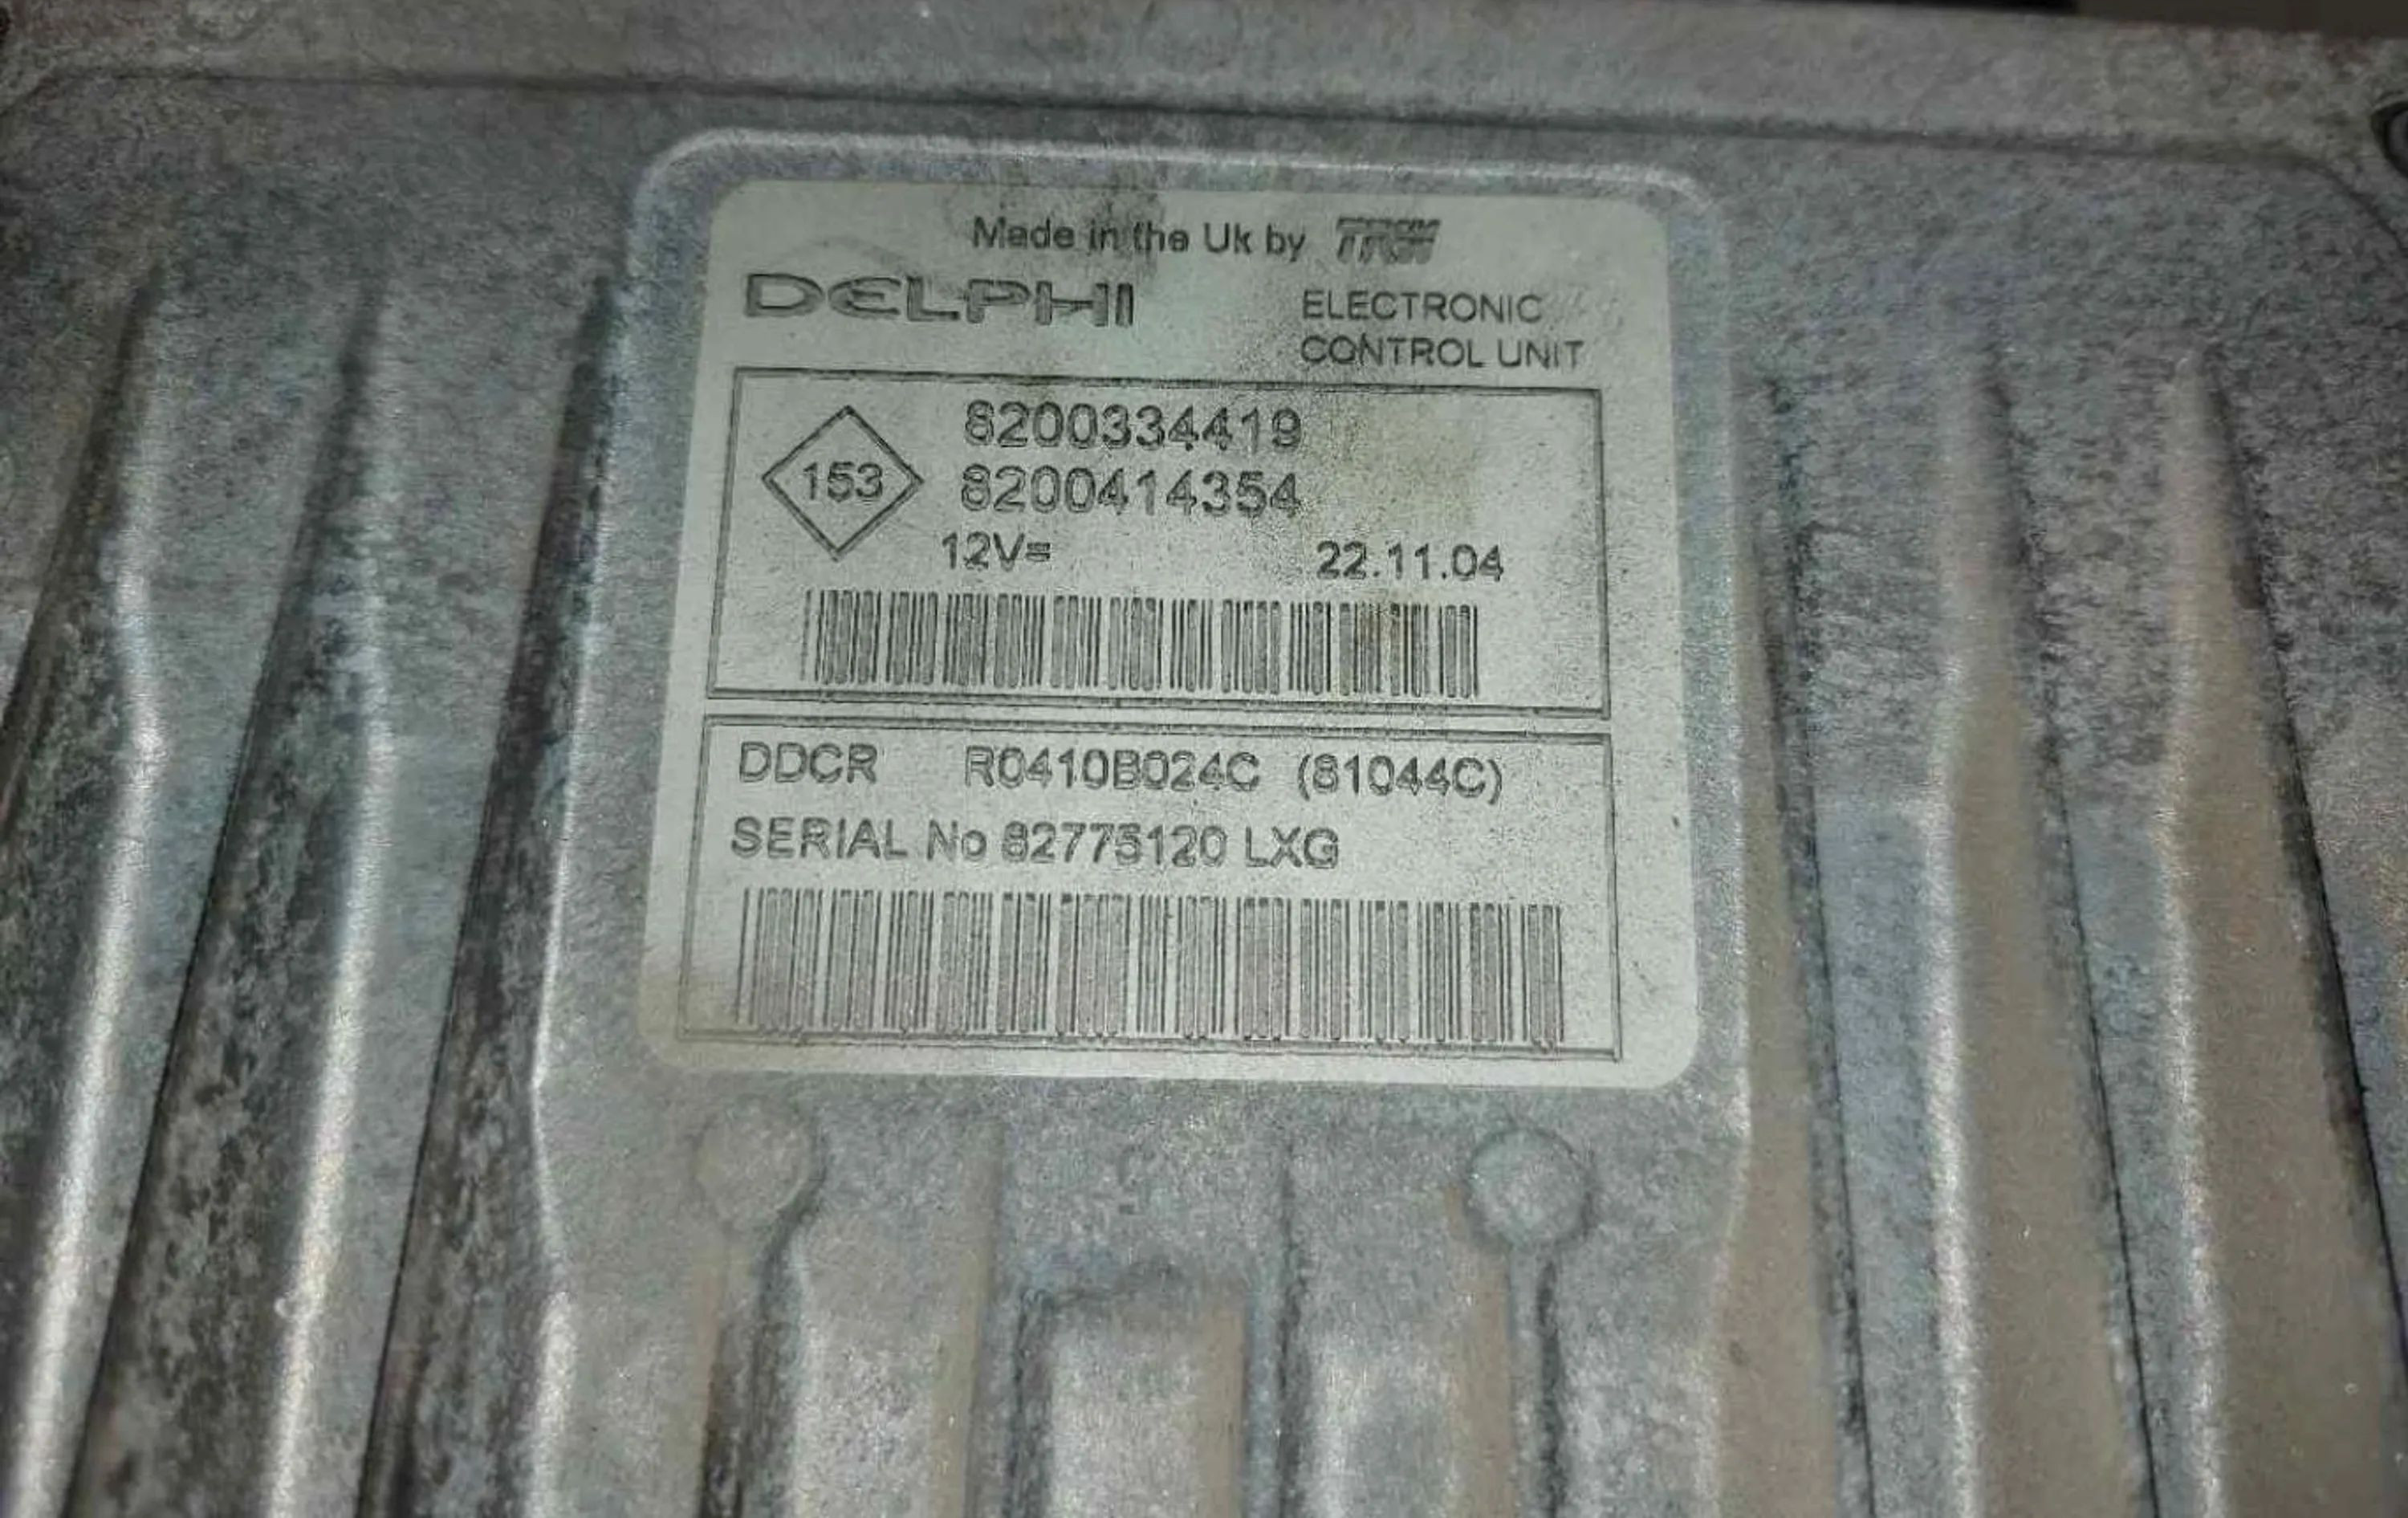 Made in the Uk by TRW
DELPHI
ELECTRONIC
CONTROL UNIT
153
8200334419
8200414354
12V=
22.11.04
DDCR R0410B024C (81044C)
SERIAL No 82775120 LXG